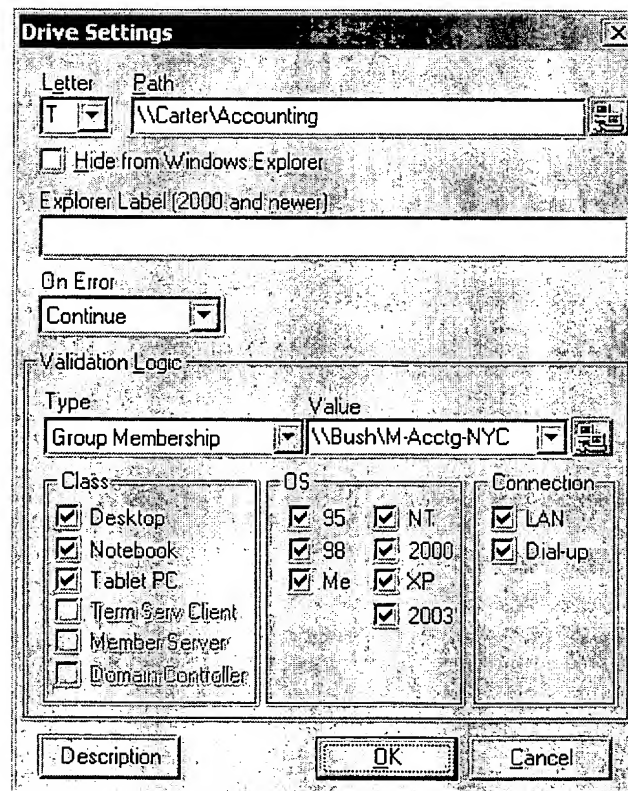 Drive Settings
Letter Path
T \\Carter\Accounting
Hide from Windows Explorer
Explorer Label (2000 and newer)
On Error
Continue
Validation Logic
Type Value
Group Membership \\Bush\M-Acctg-NYC
Class OS Connection
Desktop 95 NT LAN
Notebook 98 2000 Dial-up
Tablet PC Me XP
Term Serv Client 2003
Member Server
Domain Controller
Description OK Cancel